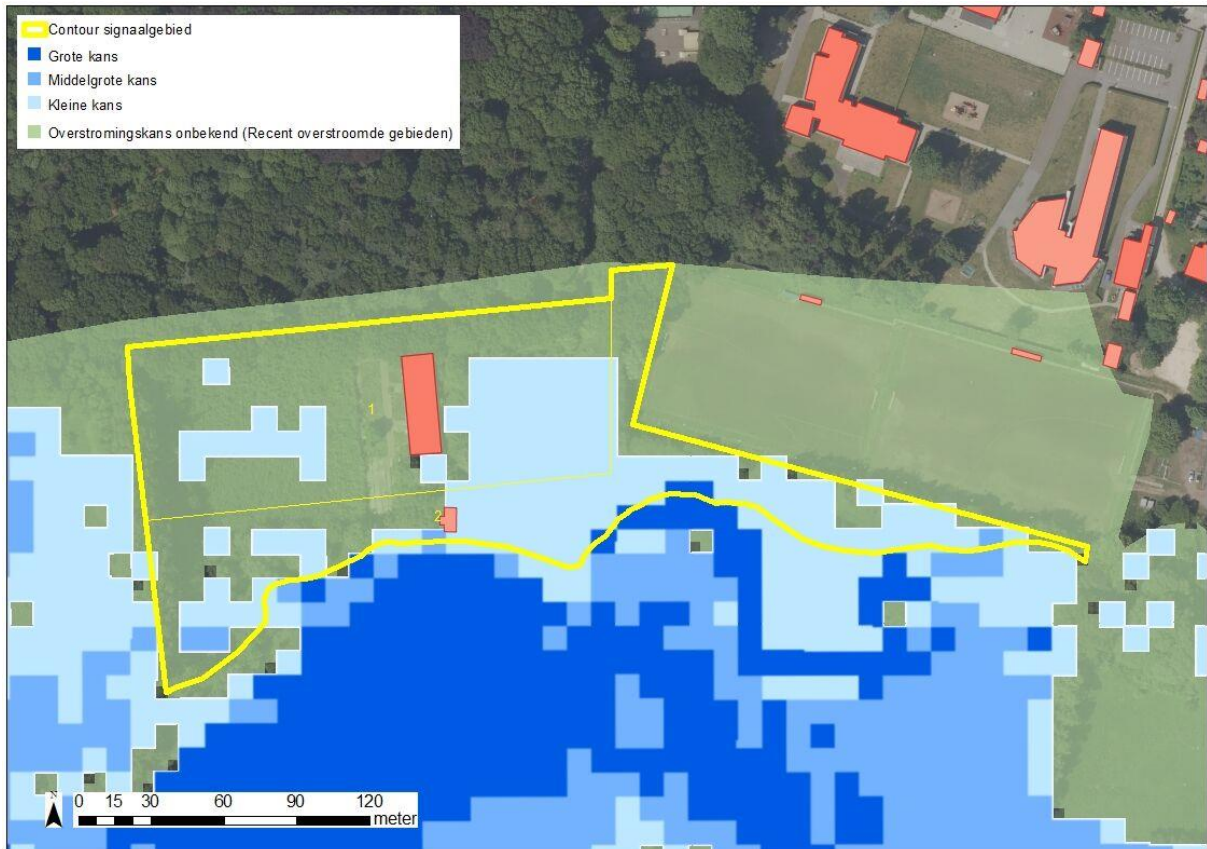 Contour signaalgebied
Grote kans
Middelgrote kans
Kleine kans
Overstromingskans onbekend (Recent overstroomde gebieden)
1
2
N
0 15 30 60 90 120
meter